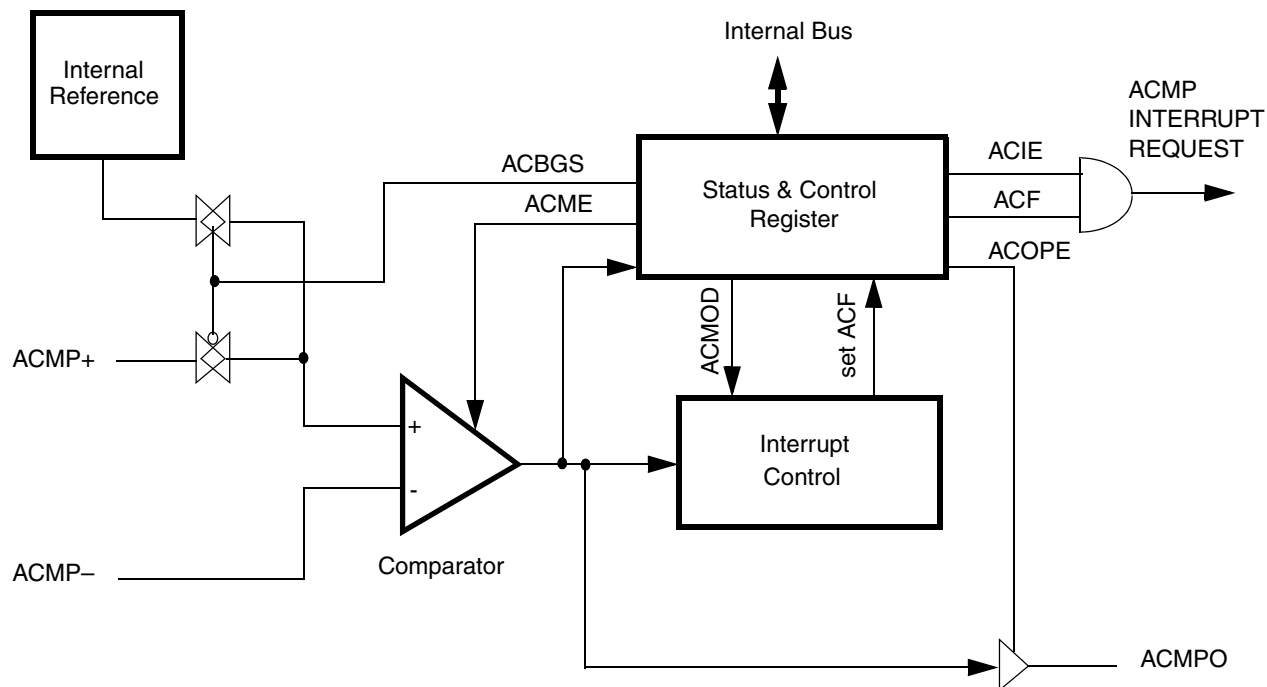 Internal
Reference
Internal Bus
ACMP
INTERRUPT
REQUEST
ACBGS
ACME
Status & Control
Register
ACIE
ACF
ACOPE
ACMOD
set ACF
ACMP+
+
-
Interrupt
Control
Comparator
ACMP–
ACMPO